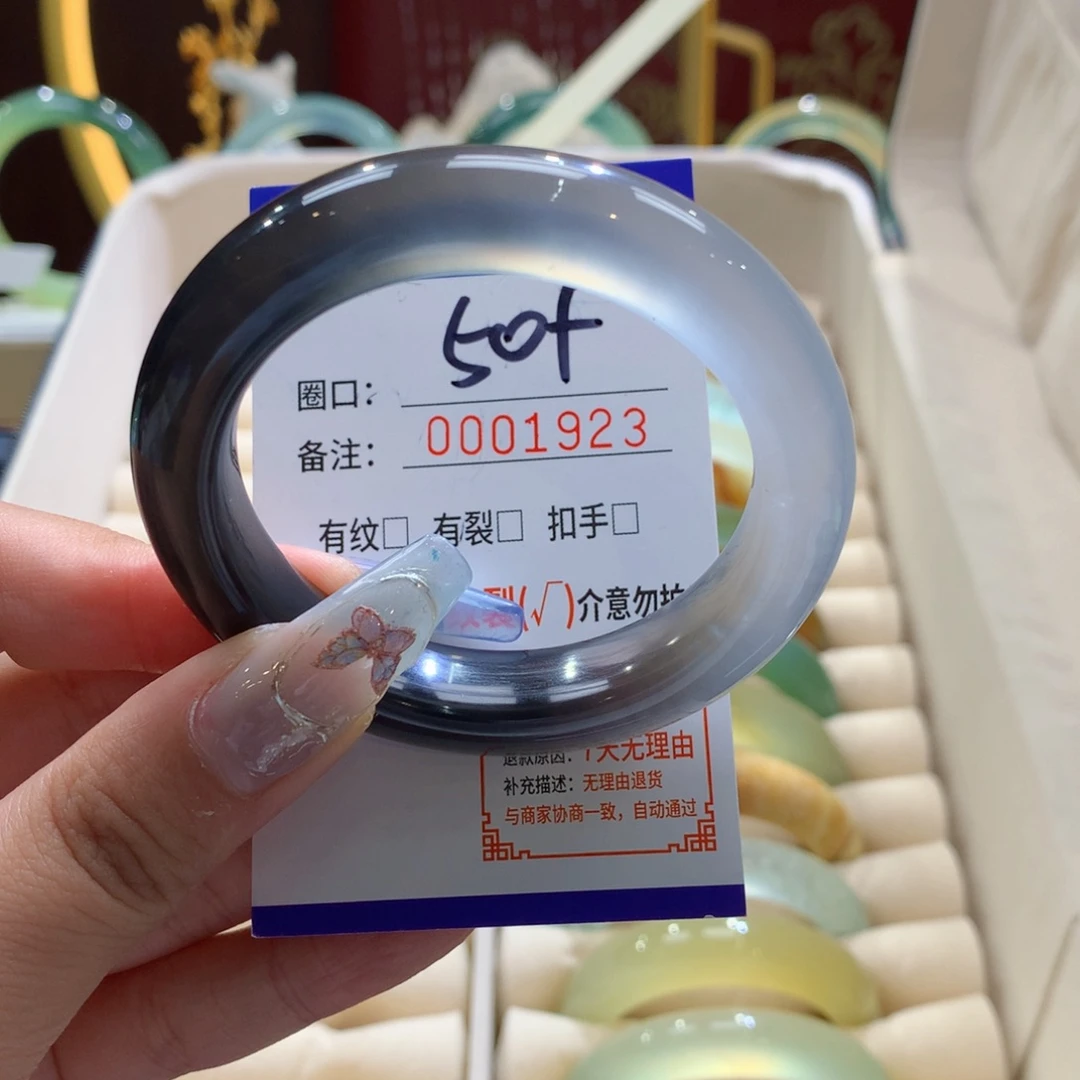 圈口: 50+
备注: 0001923
有纹□ 有裂□ 扣手□
裂(√)介意勿拍
退款原因: 7天无理由
补充描述: 无理由退货
与商家协商一致，自动通过